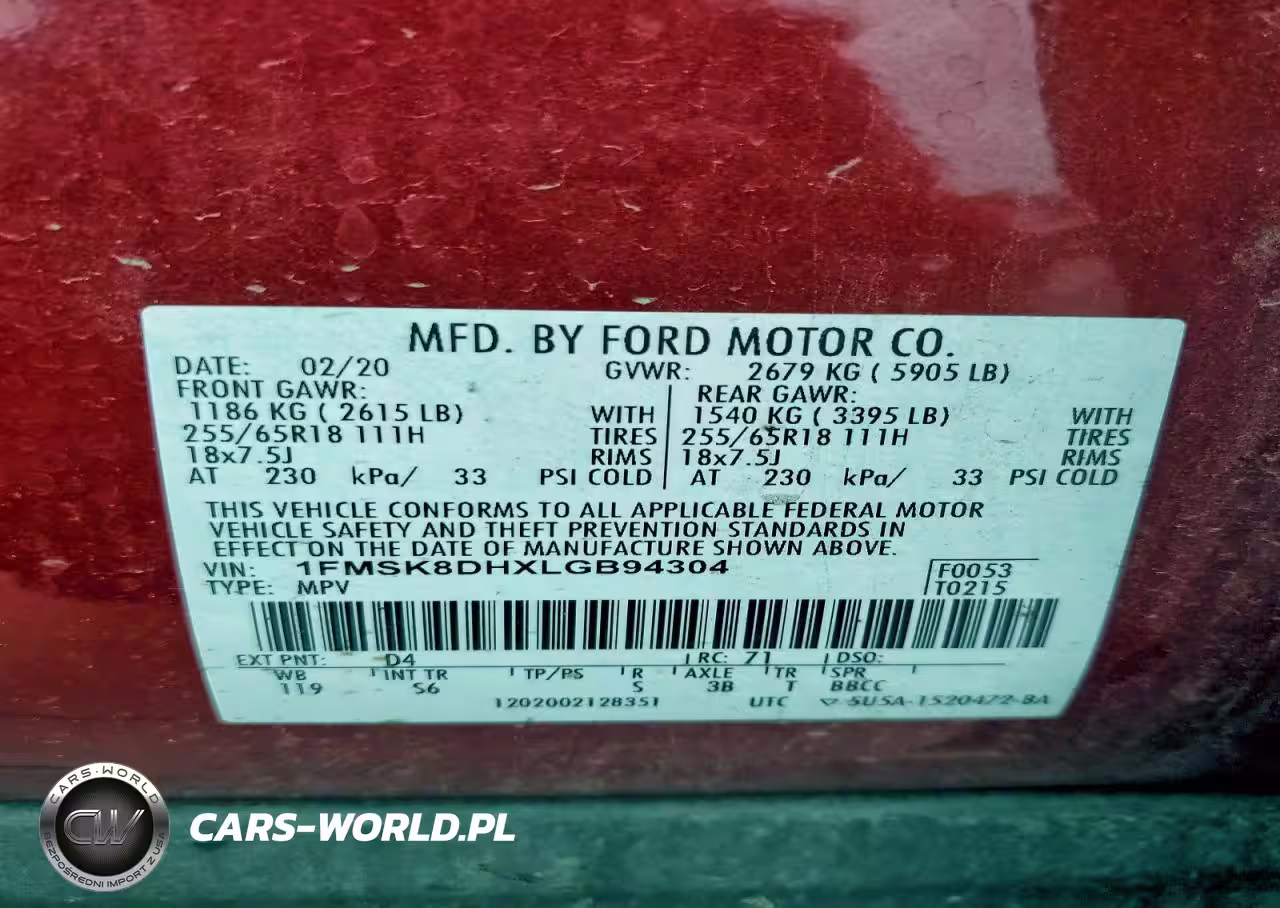 MFD. BY FORD MOTOR CO.
DATE: 02/20 GVWR: 2679 KG ( 5905 LB)
FRONT GAWR: REAR GAWR:
1186 KG ( 2615 LB) WITH 1540 KG ( 3395 LB) WITH
255/65R18 111H TIRES 255/65R18 111H TIRES
18x7.5J RIMS 18x7.5J RIMS
AT 230 kPa/ 33 PSI COLD AT 230 kPa/ 33 PSI COLD
THIS VEHICLE CONFORMS TO ALL APPLICABLE FEDERAL MOTOR
VEHICLE SAFETY AND THEFT PREVENTION STANDARDS IN
EFFECT ON THE DATE OF MANUFACTURE SHOWN ABOVE.
VIN: 1FMSK8DHXLGB94304 F0053
TYPE: MPV T0215
EXT PNT: D4 RC: 71 DSO:
WB INT TR TP/PS R AXLE TR SPR
119 S6 S 3B T BBCC
1202002128351 UTC 5U5A-1520472-BA
CARS-WORLD
CW
BEZPOŚREDNI IMPORT Z USA
CARS-WORLD.PL